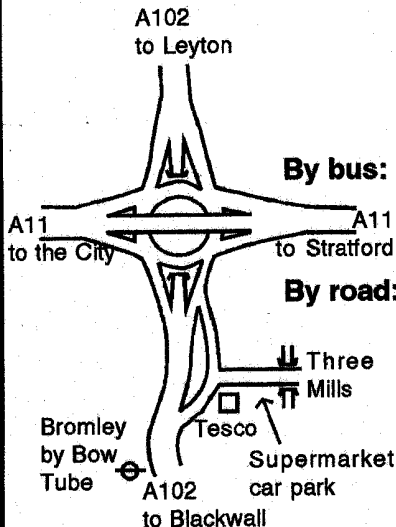 A102
to Leyton
By bus:
A11
to the City
A11
to Stratford
By road:
Three
Mills
Tesco
Bromley
by Bow
Tube
Supermarket
car park
A102
to Blackwall